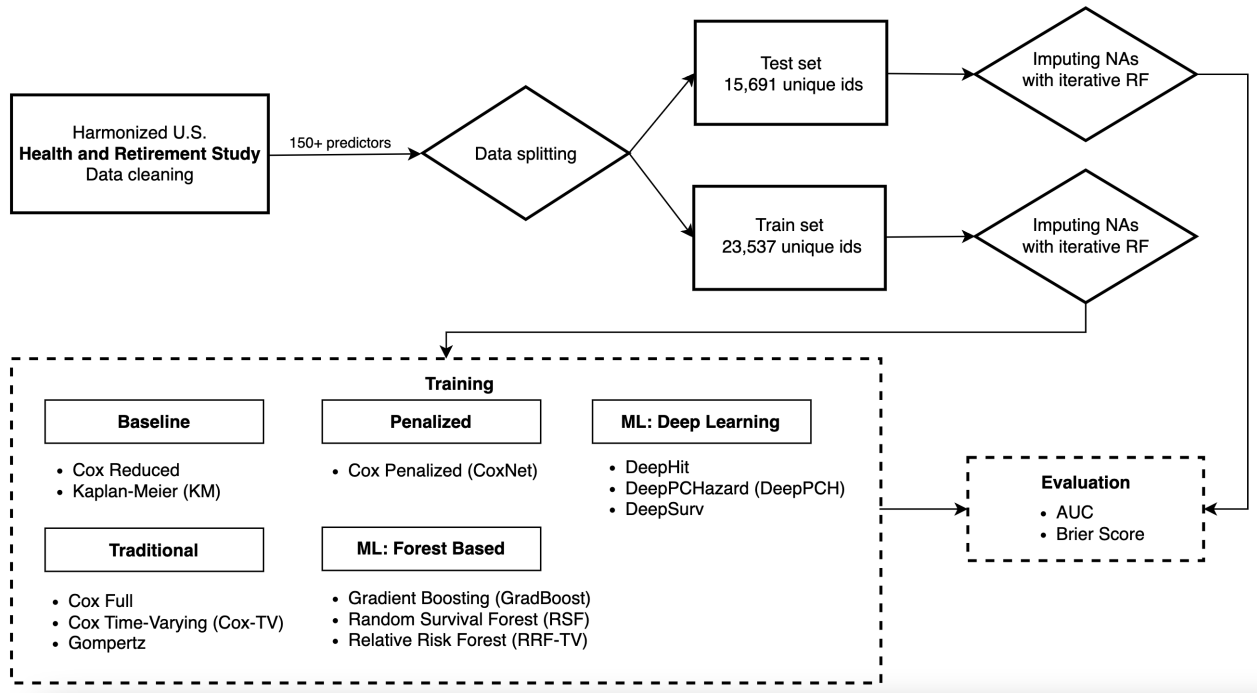 Harmonized U.S.
Health and Retirement Study
Data cleaning
150+ predictors
Data splitting
Test set
15,691 unique ids
Imputing NAs
with iterative RF
Train set
23,537 unique ids
Imputing NAs
with iterative RF
Training
Baseline
• Cox Reduced
• Kaplan-Meier (KM)
Traditional
• Cox Full
• Cox Time-Varying (Cox-TV)
• Gompertz
Penalized
• Cox Penalized (CoxNet)
ML: Forest Based
• Gradient Boosting (GradBoost)
• Random Survival Forest (RSF)
• Relative Risk Forest (RRF-TV)
ML: Deep Learning
• DeepHit
• DeepPCHazard (DeepPCH)
• DeepSurv
Evaluation
• AUC
• Brier Score